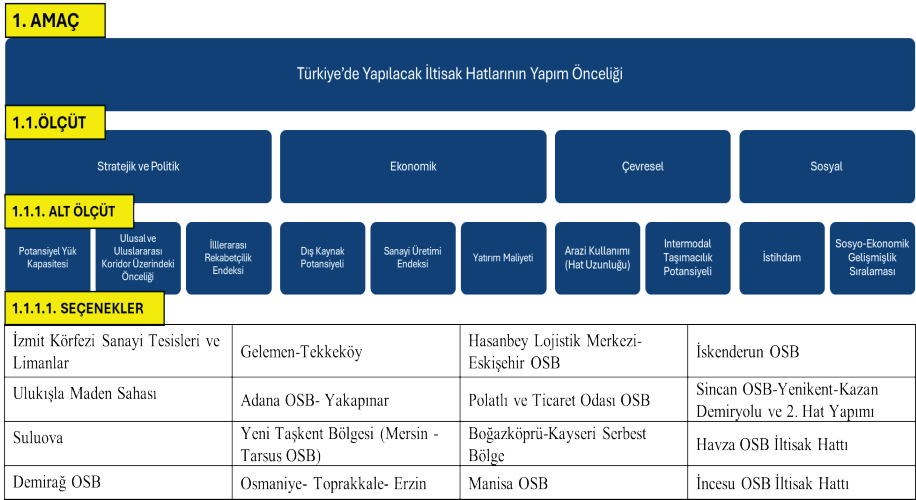 1. AMAÇ
Türkiye’de Yapılacak İltisak Hatlarının Yapım Önceliği
1.1.ÖLÇÜT
Stratejik ve Politik
Ekonomik
Çevresel
Sosyal
1.1.1. ALT ÖLÇÜT
Potansiyel Yük
Kapasitesi
Ulusal ve
Uluslararası
Koridor Üzerindeki
Önceliği
İlllerarası
Rekabetçilik
Endeksi
Dış Kaynak
Potansiyeli
Sanayi Üretimi
Endeksi
Yatırım Maliyeti
Arazi Kullanımı
(Hat Uzunluğu)
Intermodal
Taşımacılık
Potansiyeli
İstihdam
Sosyo-Ekonomik
Gelişmişlik
Sıralaması
1.1.1.1. SEÇENEKLER
İzmit Körfezi Sanayi Tesisleri ve
Limanlar
Gelemen-Tekkeköy
Hasanbey Lojistik Merkezi-
Eskişehir OSB
İskenderun OSB
Ulukışla Maden Sahası
Adana OSB- Yakapınar
Polatlı ve Ticaret Odası OSB
Sincan OSB-Yenikent-Kazan
Demiryolu ve 2. Hat Yapımı
Suluova
Yeni Taşkent Bölgesi (Mersin -
Tarsus OSB)
Boğazköprü-Kayseri Serbest
Bölge
Havza OSB İltisak Hattı
Demirağ OSB
Osmaniye- Toprakkale- Erzin
Manisa OSB
İncesu OSB İltisak Hattı